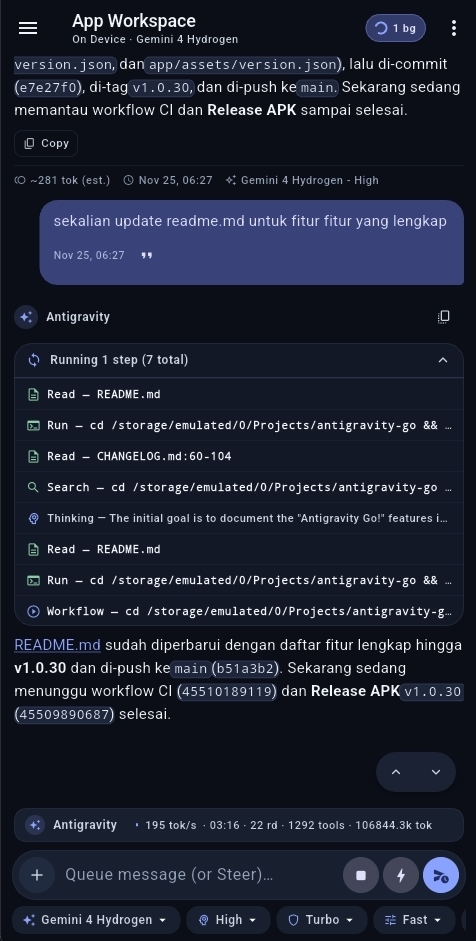 App Workspace
On Device · Gemini 4 Hydrogen
1 bg
version.json, dan app/assets/version.json), lalu di-commit
(e7e27f0), di-tag v1.0.30, dan di-push ke main. Sekarang sedang
memantau workflow CI dan Release APK sampai selesai.
Copy
~281 tok (est.) Nov 25, 06:27 Gemini 4 Hydrogen - High
sekalian update readme.md untuk fitur fitur yang lengkap
Nov 25, 06:27
Antigravity
Running 1 step (7 total)
Read — README.md
Run — cd /storage/emulated/0/Projects/antigravity-go && …
Read — CHANGELOG.md:60-104
Search — cd /storage/emulated/0/Projects/antigravity-go …
Thinking — The initial goal is to document the "Antigravity Go!" features i…
Read — README.md
Run — cd /storage/emulated/0/Projects/antigravity-go && …
Workflow — cd /storage/emulated/0/Projects/antigravity-g…
README.md sudah diperbarui dengan daftar fitur lengkap hingga
v1.0.30 dan di-push ke main (b51a3b2). Sekarang sedang
menunggu workflow CI (45510189119) dan Release APK v1.0.30
(45509890687) selesai.
Antigravity · 195 tok/s · 03:16 · 22 rd · 1292 tools · 106844.3k tok
Queue message (or Steer)…
Gemini 4 Hydrogen High Turbo Fast